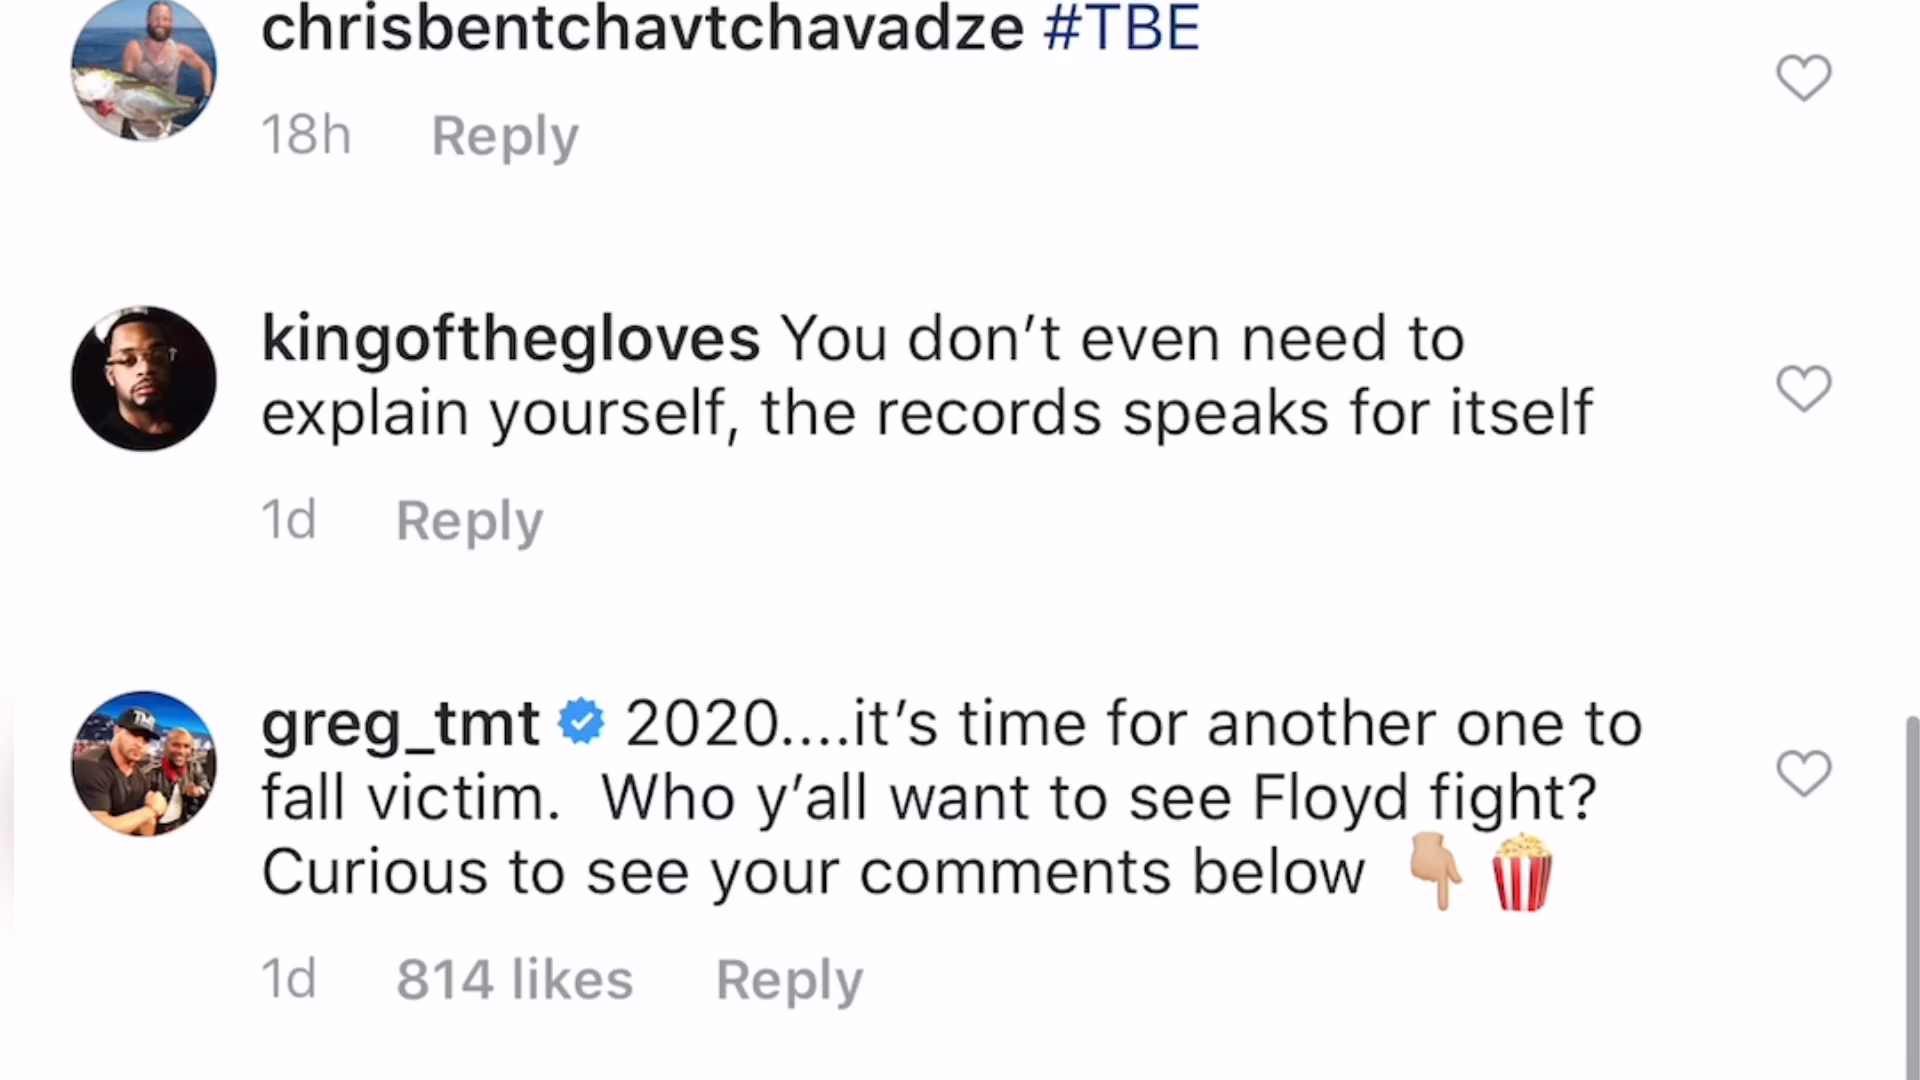 chrisbentchavtchavadze #TBE
18h Reply
kingofthegloves You don’t even need to
explain yourself, the records speaks for itself
1d Reply
greg_tmt 2020....it’s time for another one to
fall victim.  Who y’all want to see Floyd fight?
Curious to see your comments below 👇🏼🍿
1d 814 likes Reply